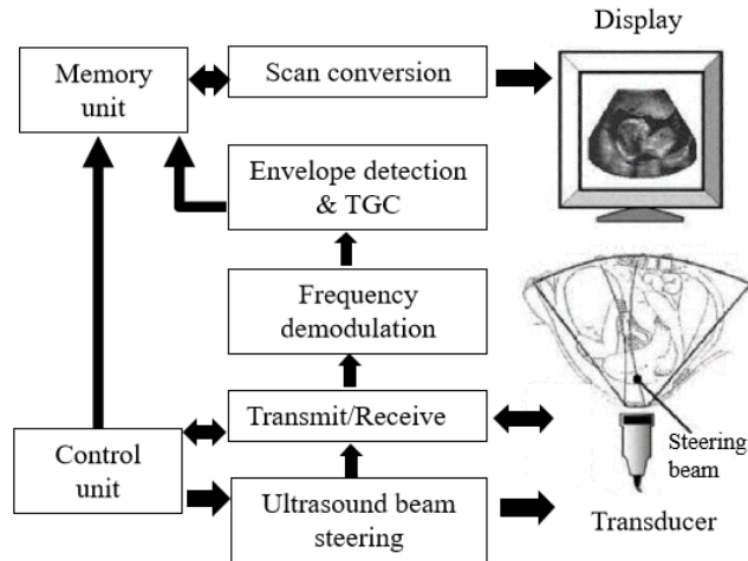 Display
Memory
unit
Scan conversion
Envelope detection
& TGC
Frequency
demodulation
Transmit/Receive
Control
unit
Ultrasound beam
steering
Steering
beam
Transducer